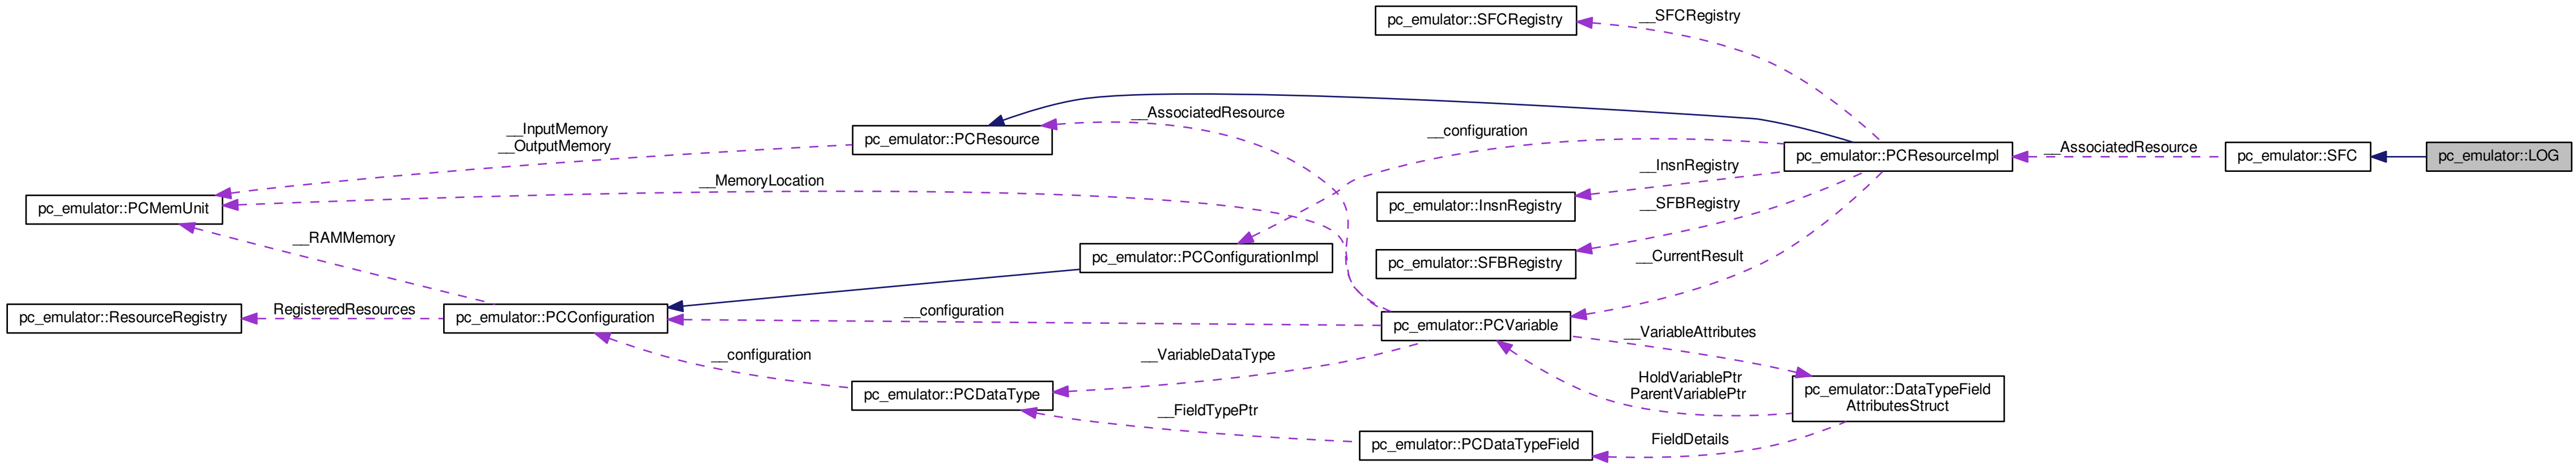 pc_emulator::SFCRegistry
__SFCRegistry
__AssociatedResource
__InputMemory
__OutputMemory
pc_emulator::PCResource
__configuration
pc_emulator::PCResourceImpl
__AssociatedResource
pc_emulator::SFC
pc_emulator::LOG
__InsnRegistry
__MemoryLocation
pc_emulator::InsnRegistry
__SFBRegistry
pc_emulator::PCMemUnit
__RAMMemory
pc_emulator::PCConfigurationImpl
pc_emulator::SFBRegistry
__CurrentResult
RegisteredResources
pc_emulator::ResourceRegistry
pc_emulator::PCConfiguration
__configuration
pc_emulator::PCVariable
__VariableAttributes
__configuration
__VariableDataType
HoldVariablePtr
ParentVariablePtr
pc_emulator::DataTypeField
AttributesStruct
pc_emulator::PCDataType
__FieldTypePtr
pc_emulator::PCDataTypeField
FieldDetails